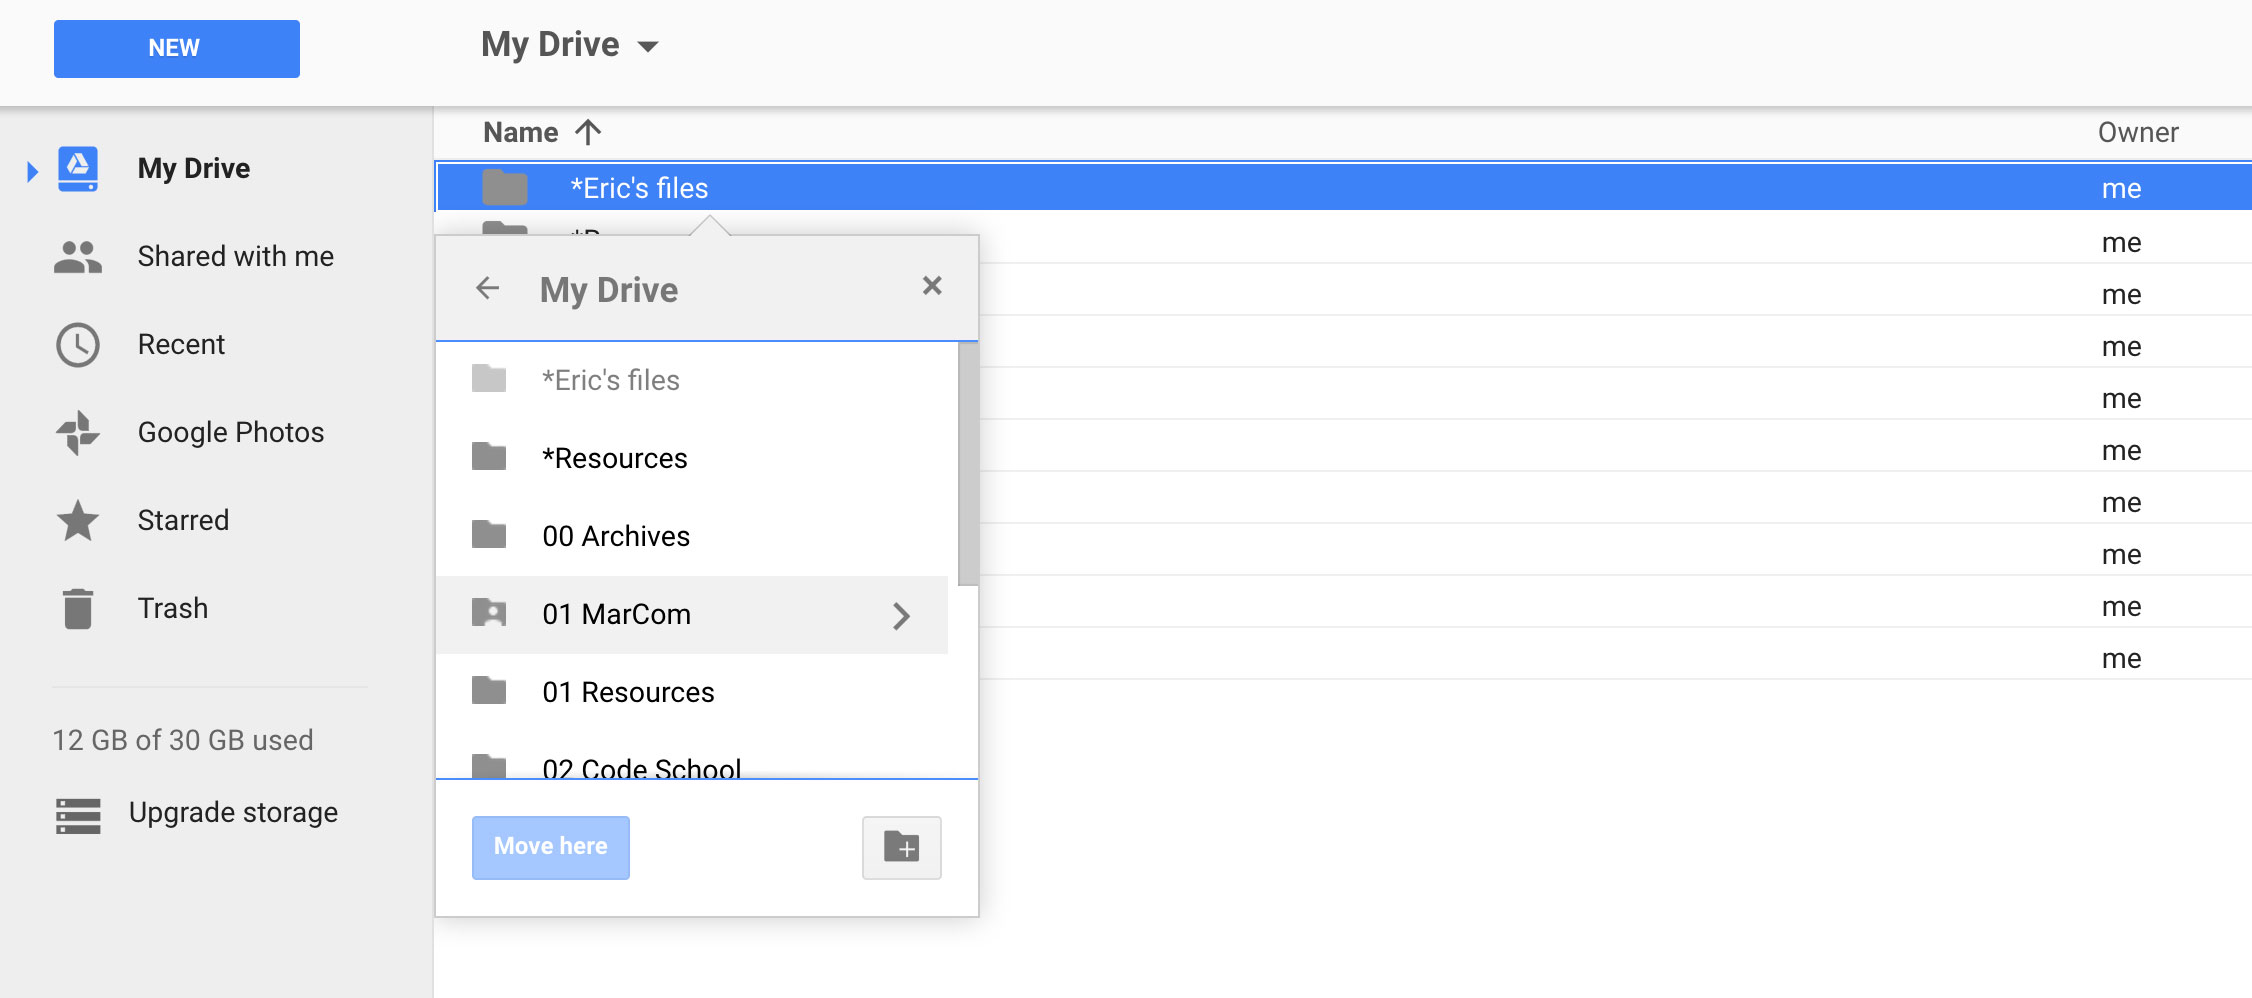 NEW
My Drive
Name
Owner
My Drive
*Eric's files
me
Shared with me
me
My Drive
me
Recent
me
*Eric's files
me
Google Photos
*Resources
me
Starred
00 Archives
me
me
Trash
01 MarCom
me
01 Resources
me
12 GB of 30 GB used
02 Code School
Upgrade storage
Move here